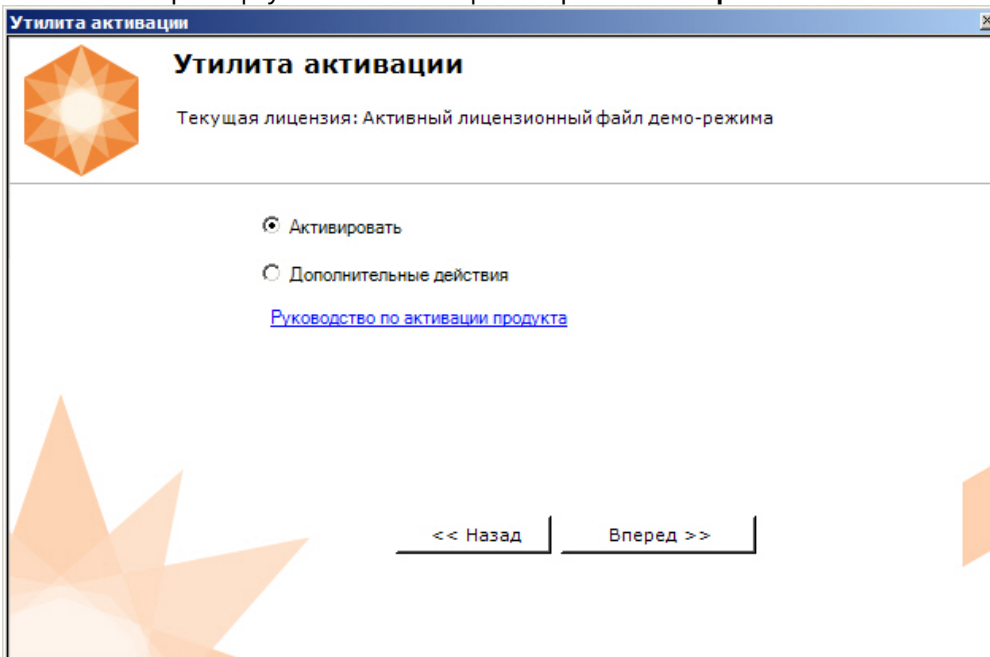 Утилита активации
Утилита активации
Текущая лицензия: Активный лицензионный файл демо-режима
Активировать
Дополнительные действия
Руководство по активации продукта
<< Назад
Вперед >>